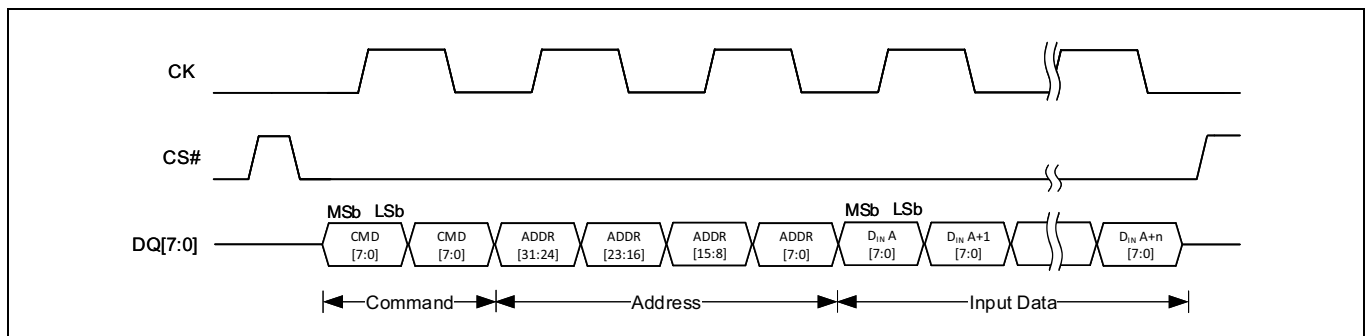 CK
CS#
MSb LSb MSb LSb
DQ[7:0] CMD CMD ADDR ADDR ADDR ADDR DIN A DIN A+1 DIN A+n
[7:0] [7:0] [31:24] [23:16] [15:8] [7:0] [7:0] [7:0] [7:0]
Command Address Input Data